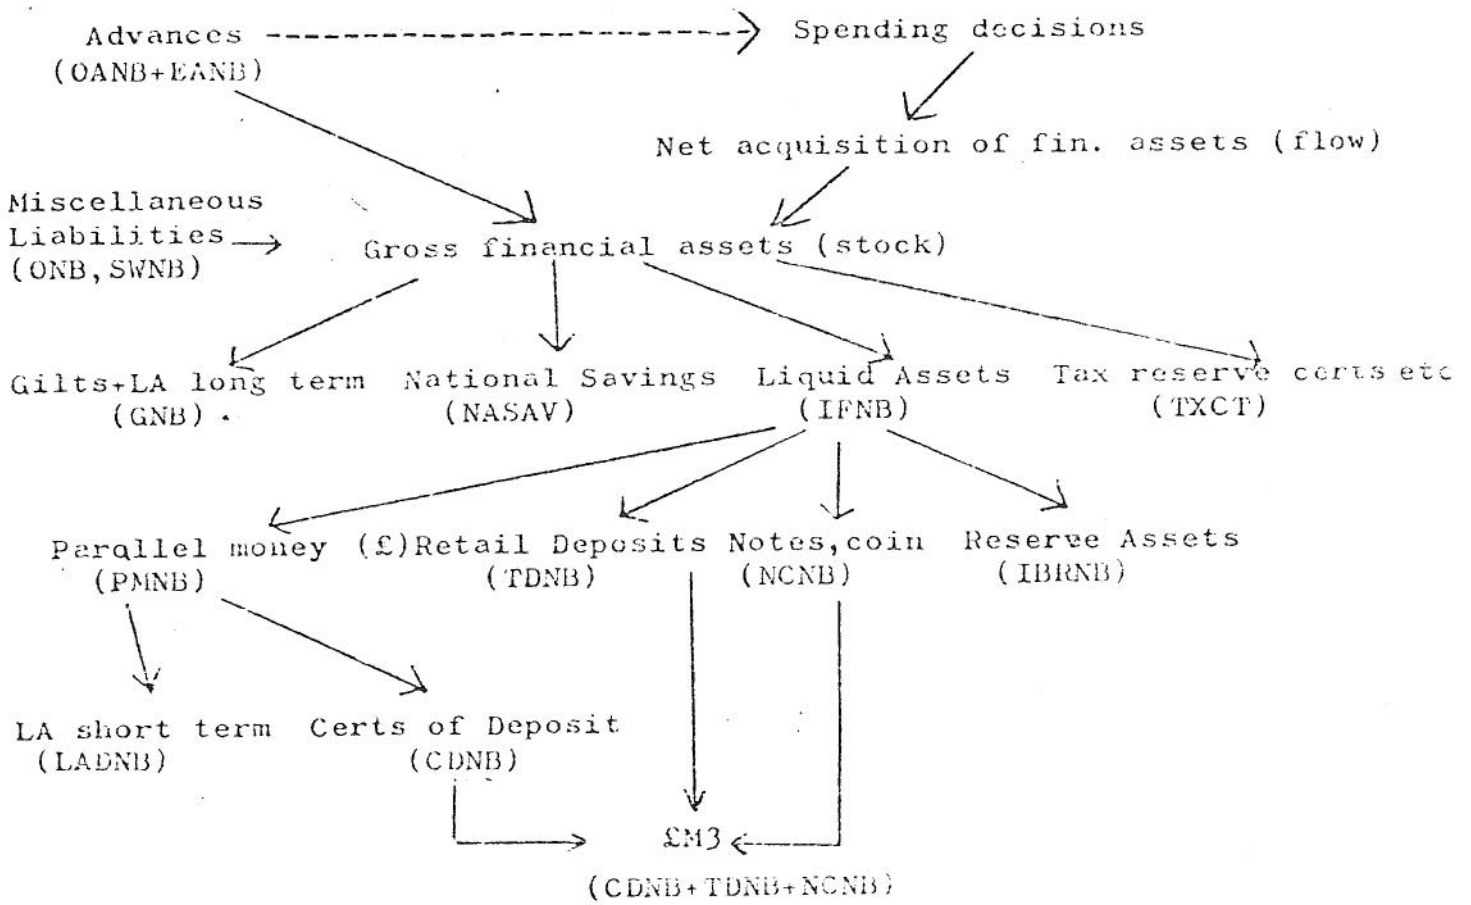 Advances
Spending decisions
(OANB+EANB)
Net acquisition of fin. assets (flow)
Miscellaneous
Liabilities
(ONB,SWNB)
Gross financial assets (stock)
Gilts+LA long term
National Savings
Liquid Assets
Tax reserve certs etc
(GNB)
(NASAV)
(IFNB)
(TXCT)
Parallel money
(£)Retail Deposits
Notes,coin
Reserve Assets
(PMNB)
(TDNB)
(NCNB)
(IBRNB)
LA short term
Certs of Deposit
(LADNB)
(CDNB)
£M3
(CDNB+TDNB+NCNB)